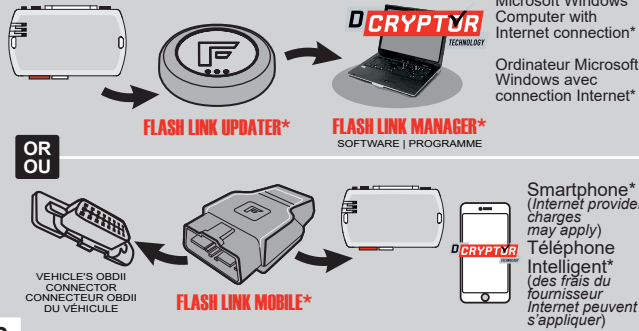 Microsoft Windows
Computer with
Internet connection*
Ordinateur Microsoft
Windows avec
connection Internet*
DCRYPTOR
TECHNOLOGY
FLASH LINK UPDATER*
FLASH LINK MANAGER*
SOFTWARE | PROGRAMME
OR
OU
VEHICLE'S OBDII
CONNECTOR
CONNECTEUR OBDII
DU VÉHICULE
FLASH LINK MOBILE*
DCRYPTOR
TECHNOLOGY
Smartphone*
(Internet provider
charges
may apply)
Téléphone
Intelligent*
(des frais du
fournisseur
Internet peuvent
s'appliquer)